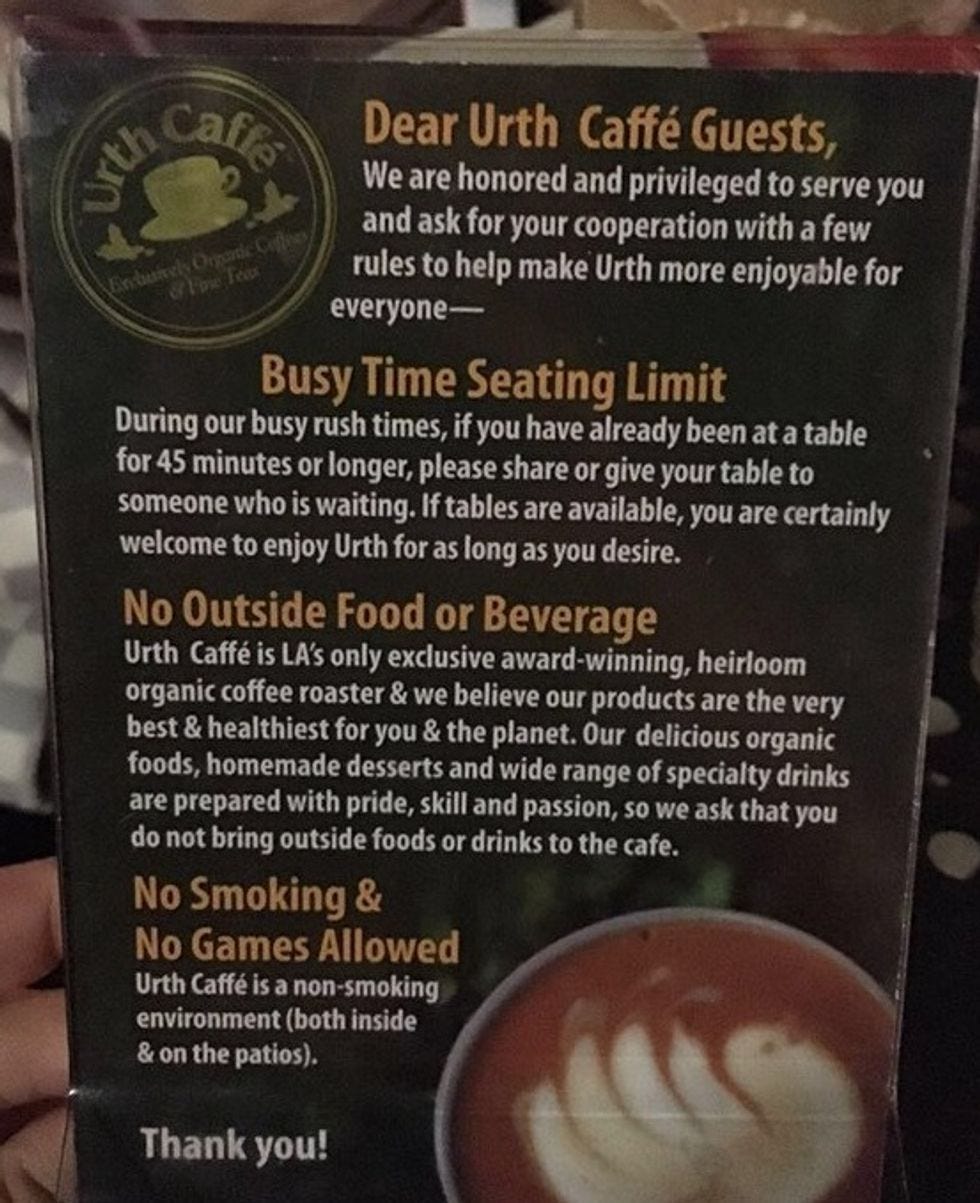 Urth Caffé
Exclusively Organic Coffees
& Fine Teas
Dear Urth Caffé Guests,
We are honored and privileged to serve you
and ask for your cooperation with a few
rules to help make Urth more enjoyable for
everyone—
Busy Time Seating Limit
During our busy rush times, if you have already been at a table
for 45 minutes or longer, please share or give your table to
someone who is waiting. If tables are available, you are certainly
welcome to enjoy Urth for as long as you desire.
No Outside Food or Beverage
Urth Caffé is LA's only exclusive award-winning, heirloom
organic coffee roaster & we believe our products are the very
best & healthiest for you & the planet. Our delicious organic
foods, homemade desserts and wide range of specialty drinks
are prepared with pride, skill and passion, so we ask that you
do not bring outside foods or drinks to the cafe.
No Smoking &
No Games Allowed
Urth Caffé is a non-smoking
environment (both inside
& on the patios).
Thank you!